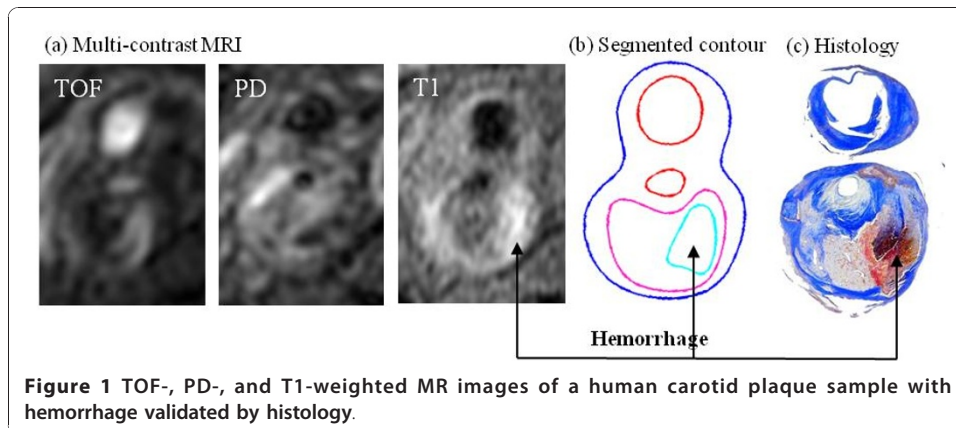 (a) Multi-contrast MRI
(b) Segmented contour
(c) Histology
TOF
PD
T1
Hemorrhage
Figure 1 TOF-, PD-, and T1-weighted MR images of a human carotid plaque sample with
hemorrhage validated by histology.